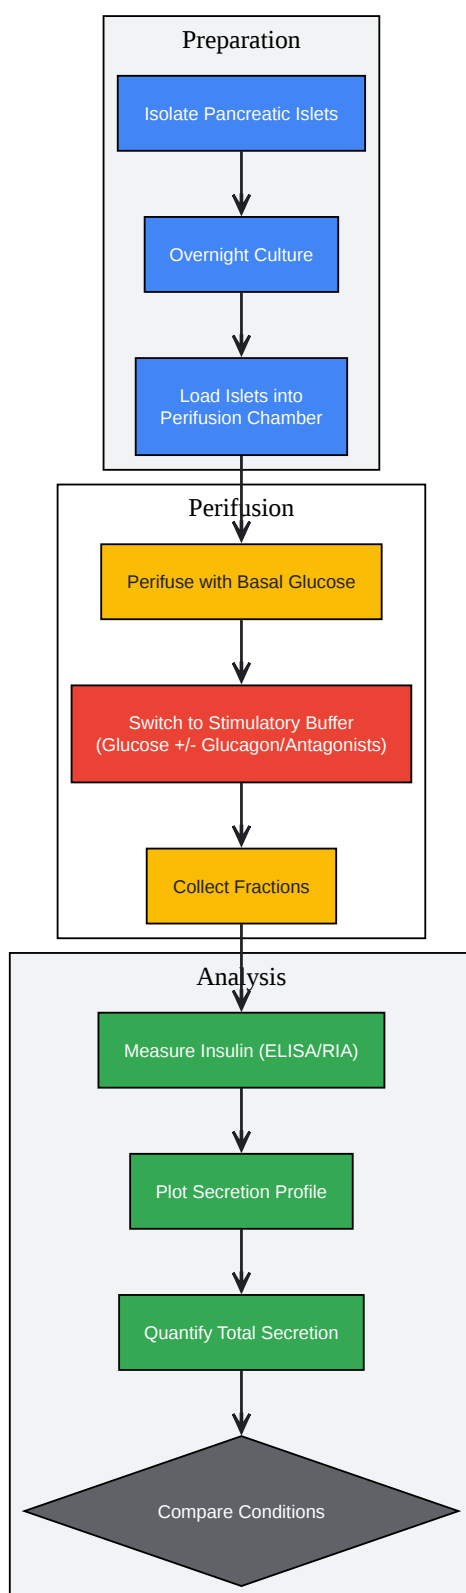 Preparation
Isolate Pancreatic Islets
Overnight Culture
Load Islets into
Perifusion Chamber
Perifusion
Perifuse with Basal Glucose
Switch to Stimulatory Buffer
(Glucose +/- Glucagon/Antagonists)
Collect Fractions
Analysis
Measure Insulin (ELISA/RIA)
Plot Secretion Profile
Quantify Total Secretion
Compare Conditions